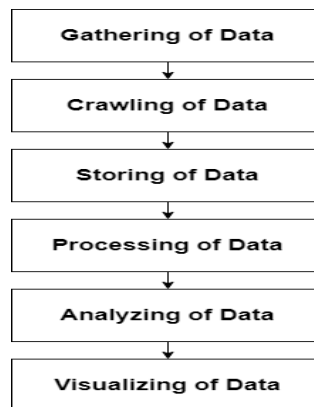 Gathering of Data
Crawling of Data
Storing of Data
Processing of Data
Analyzing of Data
Visualizing of Data